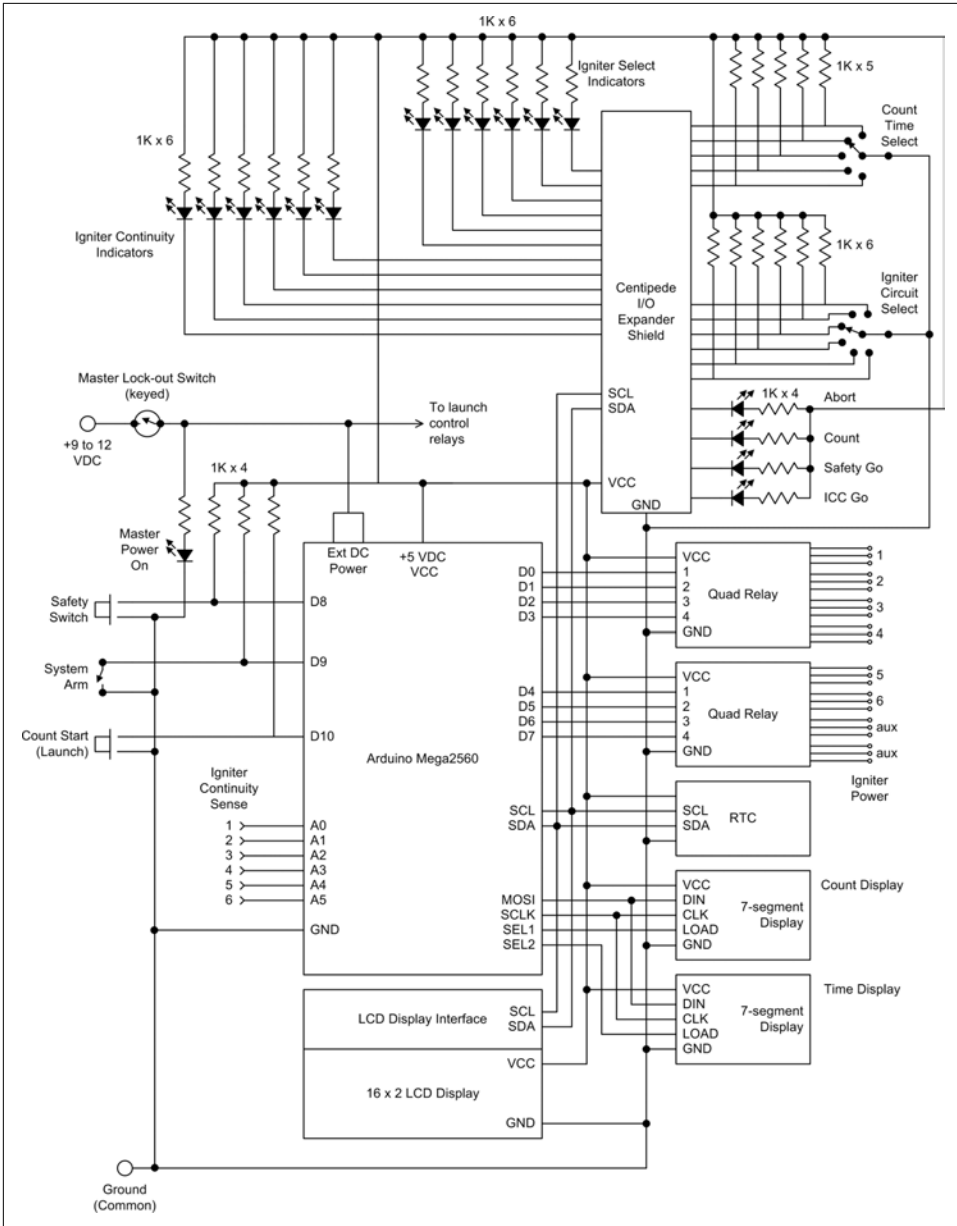 1K x 6
1K x 6
Igniter Select
Indicators
1K x 5
Count
Time
Select
1K x 6
Igniter Continuity
Indicators
1K x 6
Igniter
Circuit
Select
Centipede
I/O
Expander
Shield
SCL
SDA
VCC
GND
1K x 4
Abort
Count
Safety Go
ICC Go
Master Lock-out Switch
(keyed)
+9 to 12
VDC
To launch
control
relays
1K x 4
Master
Power
On
Ext DC
Power
+5 VDC
VCC
Safety
Switch
System
Arm
Count Start
(Launch)
D8
D9
D10
Igniter
Continuity
Sense
1
2
3
4
5
6
A0
A1
A2
A3
A4
A5
GND
Arduino Mega2560
D0
D1
D2
D3
D4
D5
D6
D7
SCL
SDA
MOSI
SCLK
SEL1
SEL2
VCC
1
2
3
4
GND
Quad Relay
1
2
3
4
VCC
1
2
3
4
GND
Quad Relay
5
6
aux
aux
Igniter
Power
SCL
SDA
RTC
VCC
DIN
CLK
LOAD
GND
7-segment
Display
Count Display
VCC
DIN
CLK
LOAD
GND
7-segment
Display
Time Display
LCD Display Interface
SCL
SDA
16 x 2 LCD Display
VCC
GND
Ground
(Common)